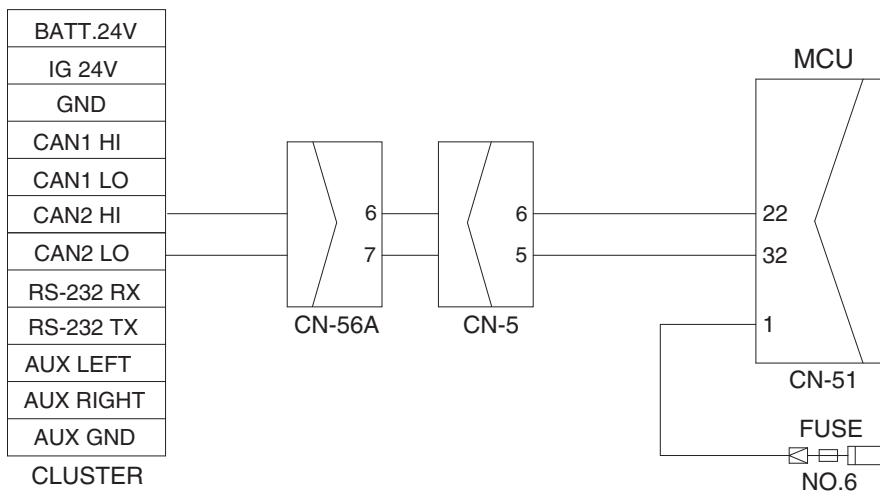 BATT.24V
IG 24V
GND
CAN1 HI
CAN1 LO
CAN2 HI
CAN2 LO
RS-232 RX
RS-232 TX
AUX LEFT
AUX RIGHT
AUX GND
CLUSTER
6
7
CN-56A
6
5
CN-5
MCU
22
32
1
CN-51
FUSE
NO.6